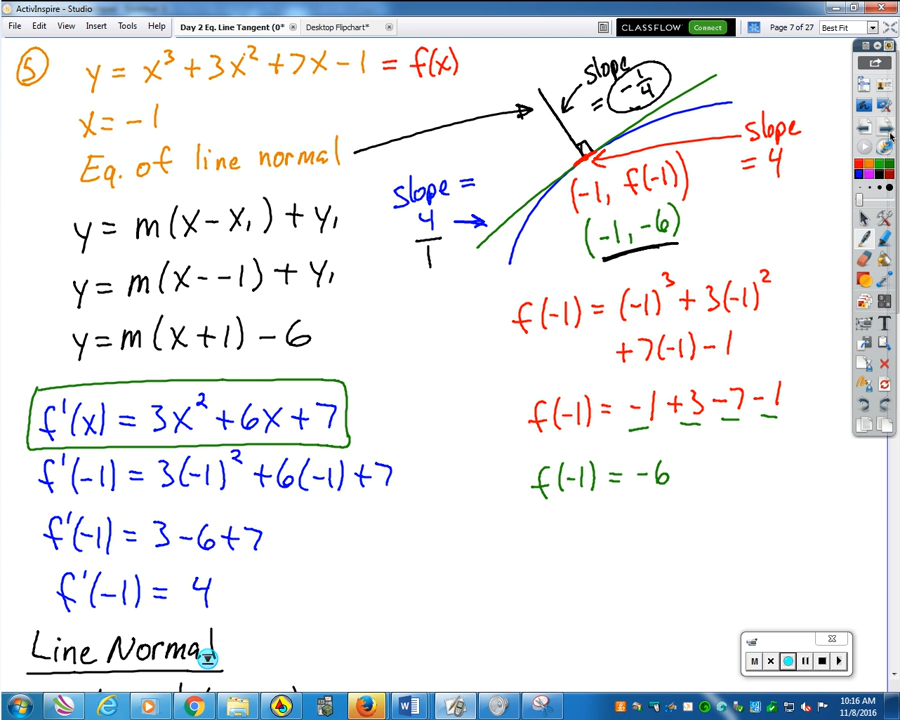 ActivInspire - Studio
File Edit View Insert Tools Help
Day 2 Eq. Line Tangent (0° Desktop Flipchart*
CLASSFLOW Connect
Page 7 of 27
Best Fit
5 y = x³ + 3x² + 7x - 1 = f(x)
x = -1
Eq. of line normal
y = m(x - x₁) + y₁
y = m(x - -1) + y₁
y = m(x + 1) - 6
f'(x) = 3x² + 6x + 7
f'(-1) = 3(-1)² + 6(-1) + 7
f'(-1) = 3 - 6 + 7
f'(-1) = 4
Line Normal
slope
= -1/4
slope
= 4
slope =
4/1
(-1, f(-1))
(-1, -6)
f(-1) = (-1)³ + 3(-1)²
+ 7(-1) - 1
f(-1) = -1 + 3 - 7 - 1
f(-1) = -6
M
10:16 AM
11/8/2016